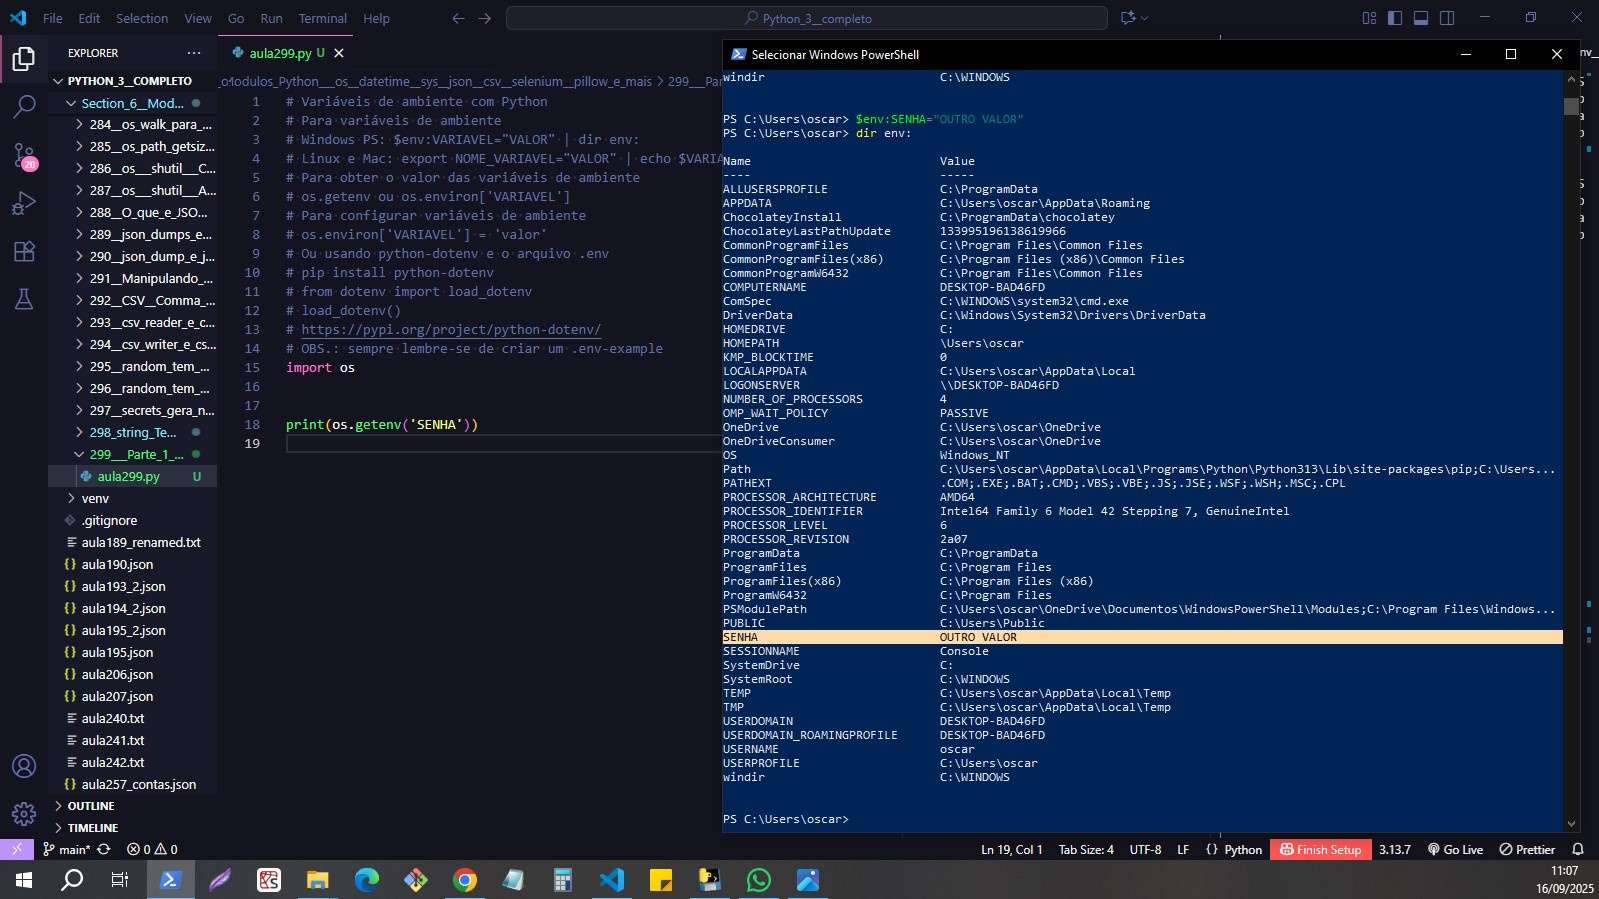 File Edit Selection View Go Run Terminal Help
Python_3__completo
EXPLORER
PYTHON_3__COMPLETO
Section_6__Mod...
284__os_walk_para_...
285__os_path_getsiz...
286__os___shutil__C...
287__os___shutil__A...
288__O_que_e_JSO...
289__json_dumps_e...
290__json_dump_e_j...
291__Manipulando_...
292__CSV__Comma_...
293__csv_reader_e_c...
294__csv_writer_e_cs...
295__random_tem_...
296__random_tem_...
297__secrets_gera_n...
298_string_Te...
299___Parte_1_...
aula299.py U
venv
.gitignore
aula189_renamed.txt
aula190.json
aula193_2.json
aula194_2.json
aula195_2.json
aula195.json
aula206.json
aula207.json
aula240.txt
aula241.txt
aula242.txt
aula257_contas.json
OUTLINE
TIMELINE
20
aula299.py U
Modulos_Python___os__datetime__sys__json__csv__selenium__pillow_e_mais > 299___Par
1 # Variáveis de ambiente com Python
2 # Para variáveis de ambiente
3 # Windows PS: $env:VARIAVEL="VALOR" | dir env:
4 # Linux e Mac: export NOME_VARIAVEL="VALOR" | echo $VARIA
5 # Para obter o valor das variáveis de ambiente
6 # os.getenv ou os.environ['VARIAVEL']
7 # Para configurar variáveis de ambiente
8 # os.environ['VARIAVEL'] = 'valor'
9 # Ou usando python-dotenv e o arquivo .env
10 # pip install python-dotenv
11 # from dotenv import load_dotenv
12 # load_dotenv()
13 # https://pypi.org/project/python-dotenv/
14 # OBS.: sempre lembre-se de criar um .env-example
15 import os
16
17
18 print(os.getenv('SENHA'))
19
Selecionar Windows PowerShell
windir C:\WINDOWS
PS C:\Users\oscar> $env:SENHA="OUTRO VALOR"
PS C:\Users\oscar> dir env:
Name Value
---- -----
ALLUSERSPROFILE C:\ProgramData
APPDATA C:\Users\oscar\AppData\Roaming
ChocolateyInstall C:\ProgramData\chocolatey
ChocolateyLastPathUpdate 133995196138619966
CommonProgramFiles C:\Program Files\Common Files
CommonProgramFiles(x86) C:\Program Files (x86)\Common Files
CommonProgramW6432 C:\Program Files\Common Files
COMPUTERNAME DESKTOP-BAD46FD
ComSpec C:\WINDOWS\system32\cmd.exe
DriverData C:\Windows\System32\Drivers\DriverData
HOMEDRIVE C:
HOMEPATH \Users\oscar
KMP_BLOCKTIME 0
LOCALAPPDATA C:\Users\oscar\AppData\Local
LOGONSERVER \\DESKTOP-BAD46FD
NUMBER_OF_PROCESSORS 4
OMP_WAIT_POLICY PASSIVE
OneDrive C:\Users\oscar\OneDrive
OneDriveConsumer C:\Users\oscar\OneDrive
OS Windows_NT
Path C:\Users\oscar\AppData\Local\Programs\Python\Python313\Lib\site-packages\pip;C:\Users...
PATHEXT .COM;.EXE;.BAT;.CMD;.VBS;.VBE;.JS;.JSE;.WSF;.WSH;.MSC;.CPL
PROCESSOR_ARCHITECTURE AMD64
PROCESSOR_IDENTIFIER Intel64 Family 6 Model 42 Stepping 7, GenuineIntel
PROCESSOR_LEVEL 6
PROCESSOR_REVISION 2a07
ProgramData C:\ProgramData
ProgramFiles C:\Program Files
ProgramFiles(x86) C:\Program Files (x86)
ProgramW6432 C:\Program Files
PSModulePath C:\Users\oscar\OneDrive\Documentos\WindowsPowerShell\Modules;C:\Program Files\Windows...
PUBLIC C:\Users\Public
SENHA OUTRO VALOR
SESSIONNAME Console
SystemDrive C:
SystemRoot C:\WINDOWS
TEMP C:\Users\oscar\AppData\Local\Temp
TMP C:\Users\oscar\AppData\Local\Temp
USERDOMAIN DESKTOP-BAD46FD
USERDOMAIN_ROAMINGPROFILE DESKTOP-BAD46FD
USERNAME oscar
USERPROFILE C:\Users\oscar
windir C:\WINDOWS
PS C:\Users\oscar>
main* 0 0 Ln 19, Col 1 Tab Size: 4 UTF-8 LF {} Python Finish Setup 3.13.7 Go Live Prettier
11:07
16/09/2025